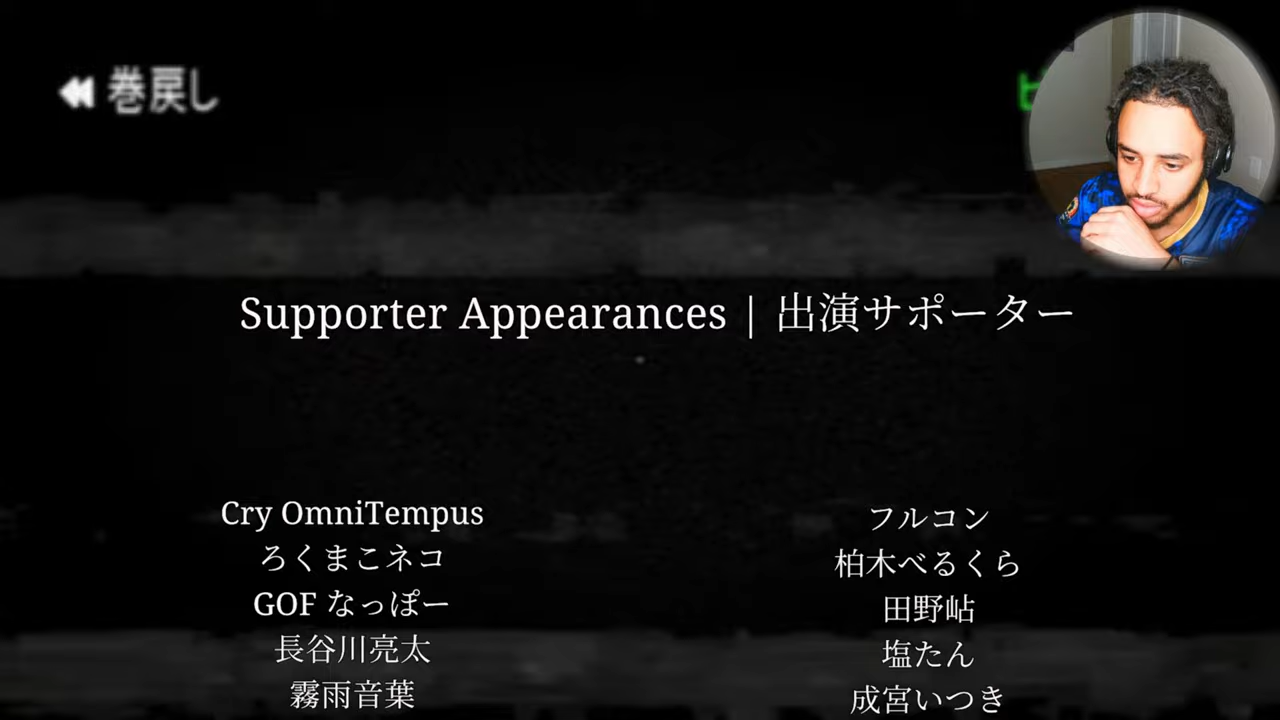 巻戻し
ビ
Supporter Appearances | 出演サポーター
Cry OmniTempus
ろくまこネコ
GOF なっぽー
長谷川亮太
霧雨音葉
フルコン
柏木べるくら
田野岾
塩たん
成宮いつき